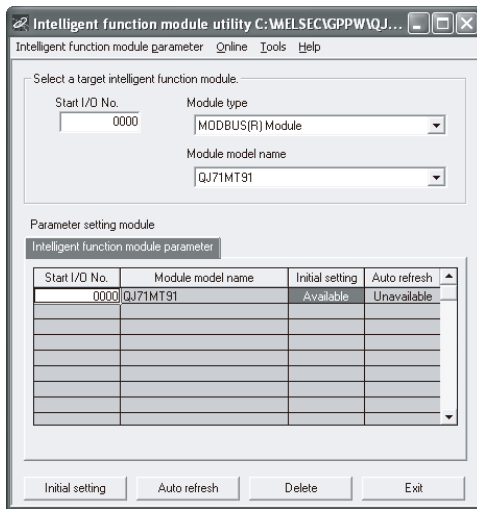 Intelligent function module utility C:\MELSEC\GPPW\QJ...
Intelligent function module parameter Online Tools Help
Select a target intelligent function module.
Start I/O No. Module type
0000 MODBUS(R) Module
Module model name
QJ71MT91
Parameter setting module
Intelligent function module parameter
Start I/O No. Module model name Initial setting Auto refresh
0000 QJ71MT91 Available Unavailable
Initial setting Auto refresh Delete Exit